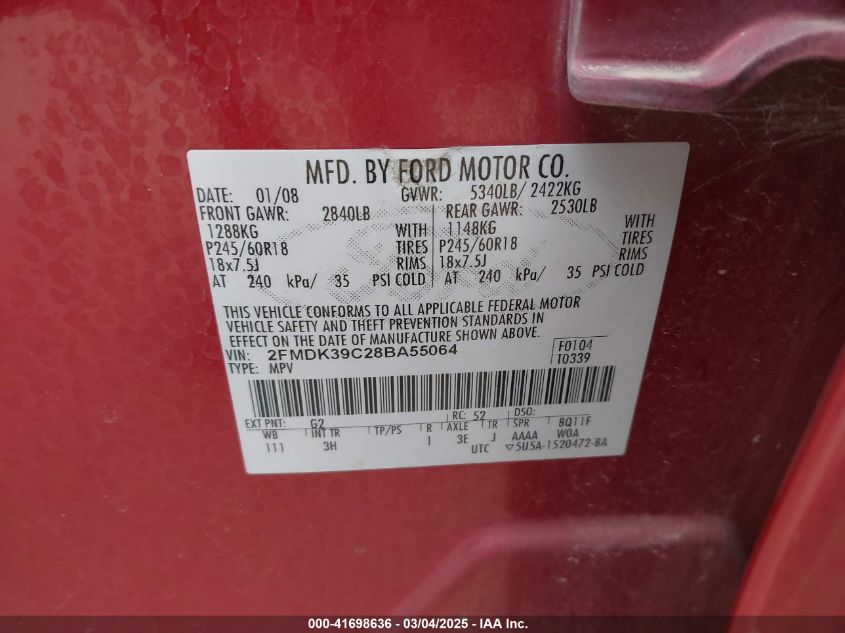 MFD. BY FORD MOTOR CO.
DATE: 01/08 GVWR: 5340LB/ 2422KG
FRONT GAWR: 2840LB REAR GAWR: 2530LB
1288KG WITH 1148KG WITH
P245/60R18 TIRES P245/60R18 TIRES
18x7.5J RIMS 18x7.5J RIMS
AT 240 kPa/ 35 PSI COLD AT 240 kPa/ 35 PSI COLD
THIS VEHICLE CONFORMS TO ALL APPLICABLE FEDERAL MOTOR
VEHICLE SAFETY AND THEFT PREVENTION STANDARDS IN
EFFECT ON THE DATE OF MANUFACTURE SHOWN ABOVE.
VIN: 2FMDK39C28BA55064 F0104
TYPE: MPV T0339
EXT PNT: G2 RC: 52 DSO:
WB INT TR TP/PS R AXLE TR SPR BQ11F
111 3H 1 3E J AAAA W0A
UTC ▽5U5A-1520472-BA
000-41698636 - 03/04/2025 - IAA Inc.